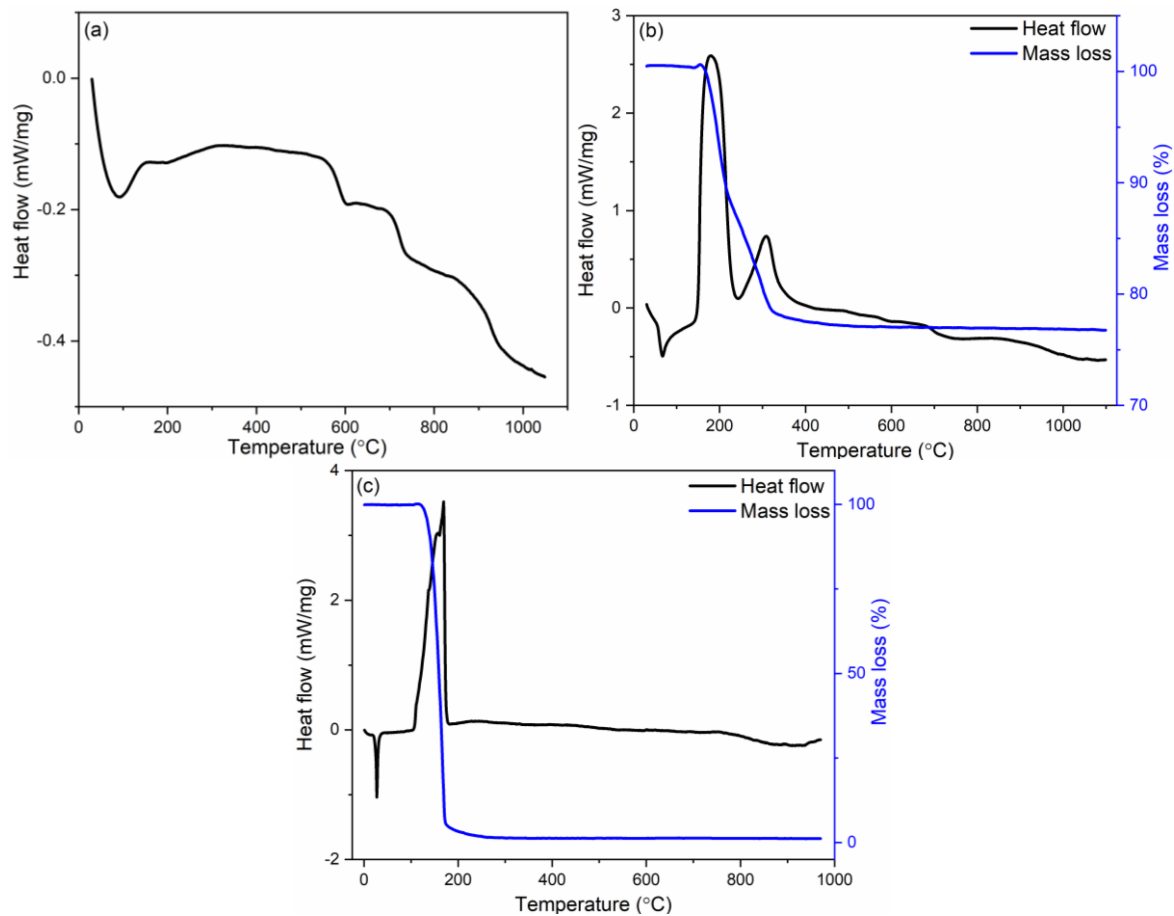 (a)
0.0
-0.2
-0.4
Heat flow (mW/mg)
0 200 400 600 800 1000
Temperature (°C)
(b)
Heat flow
Mass loss
3
2
1
0
-1
Heat flow (mW/mg)
100
90
80
70
Mass loss (%)
0 200 400 600 800 1000
Temperature (°C)
(c)
Heat flow
Mass loss
4
2
0
-2
Heat flow (mW/mg)
100
50
0
Mass loss (%)
0 200 400 600 800 1000
Temperature (°C)